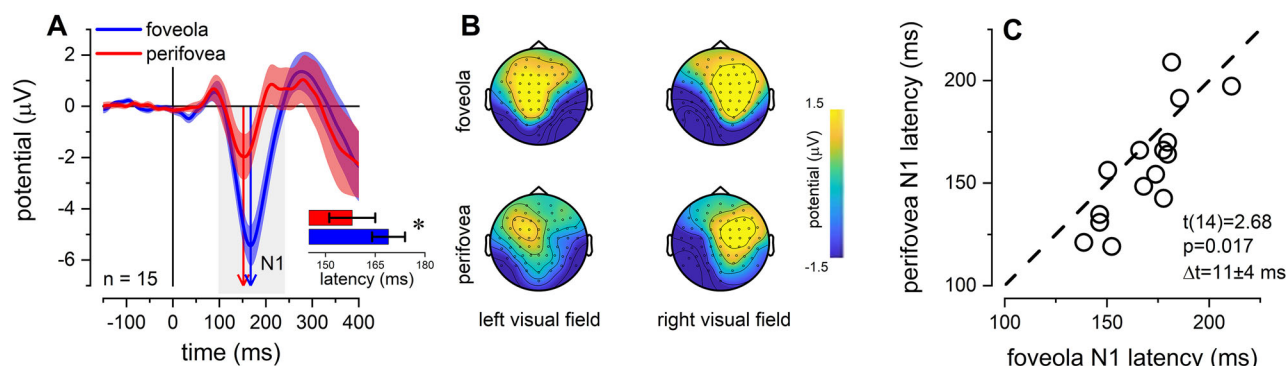 A
foveola
perifovea
potential (µV)
2
0
-2
-4
-6
n = 15
N1
*
145
150
165
180
latency (ms)
-100
0
100
200
300
400
time (ms)
B
foveola
perifovea
left visual field
right visual field
1.5
potential (µV)
-1.5
C
perifovea N1 latency (ms)
200
150
100
t(14)=2.68
p=0.017
Δt=11±4 ms
100
150
200
foveola N1 latency (ms)